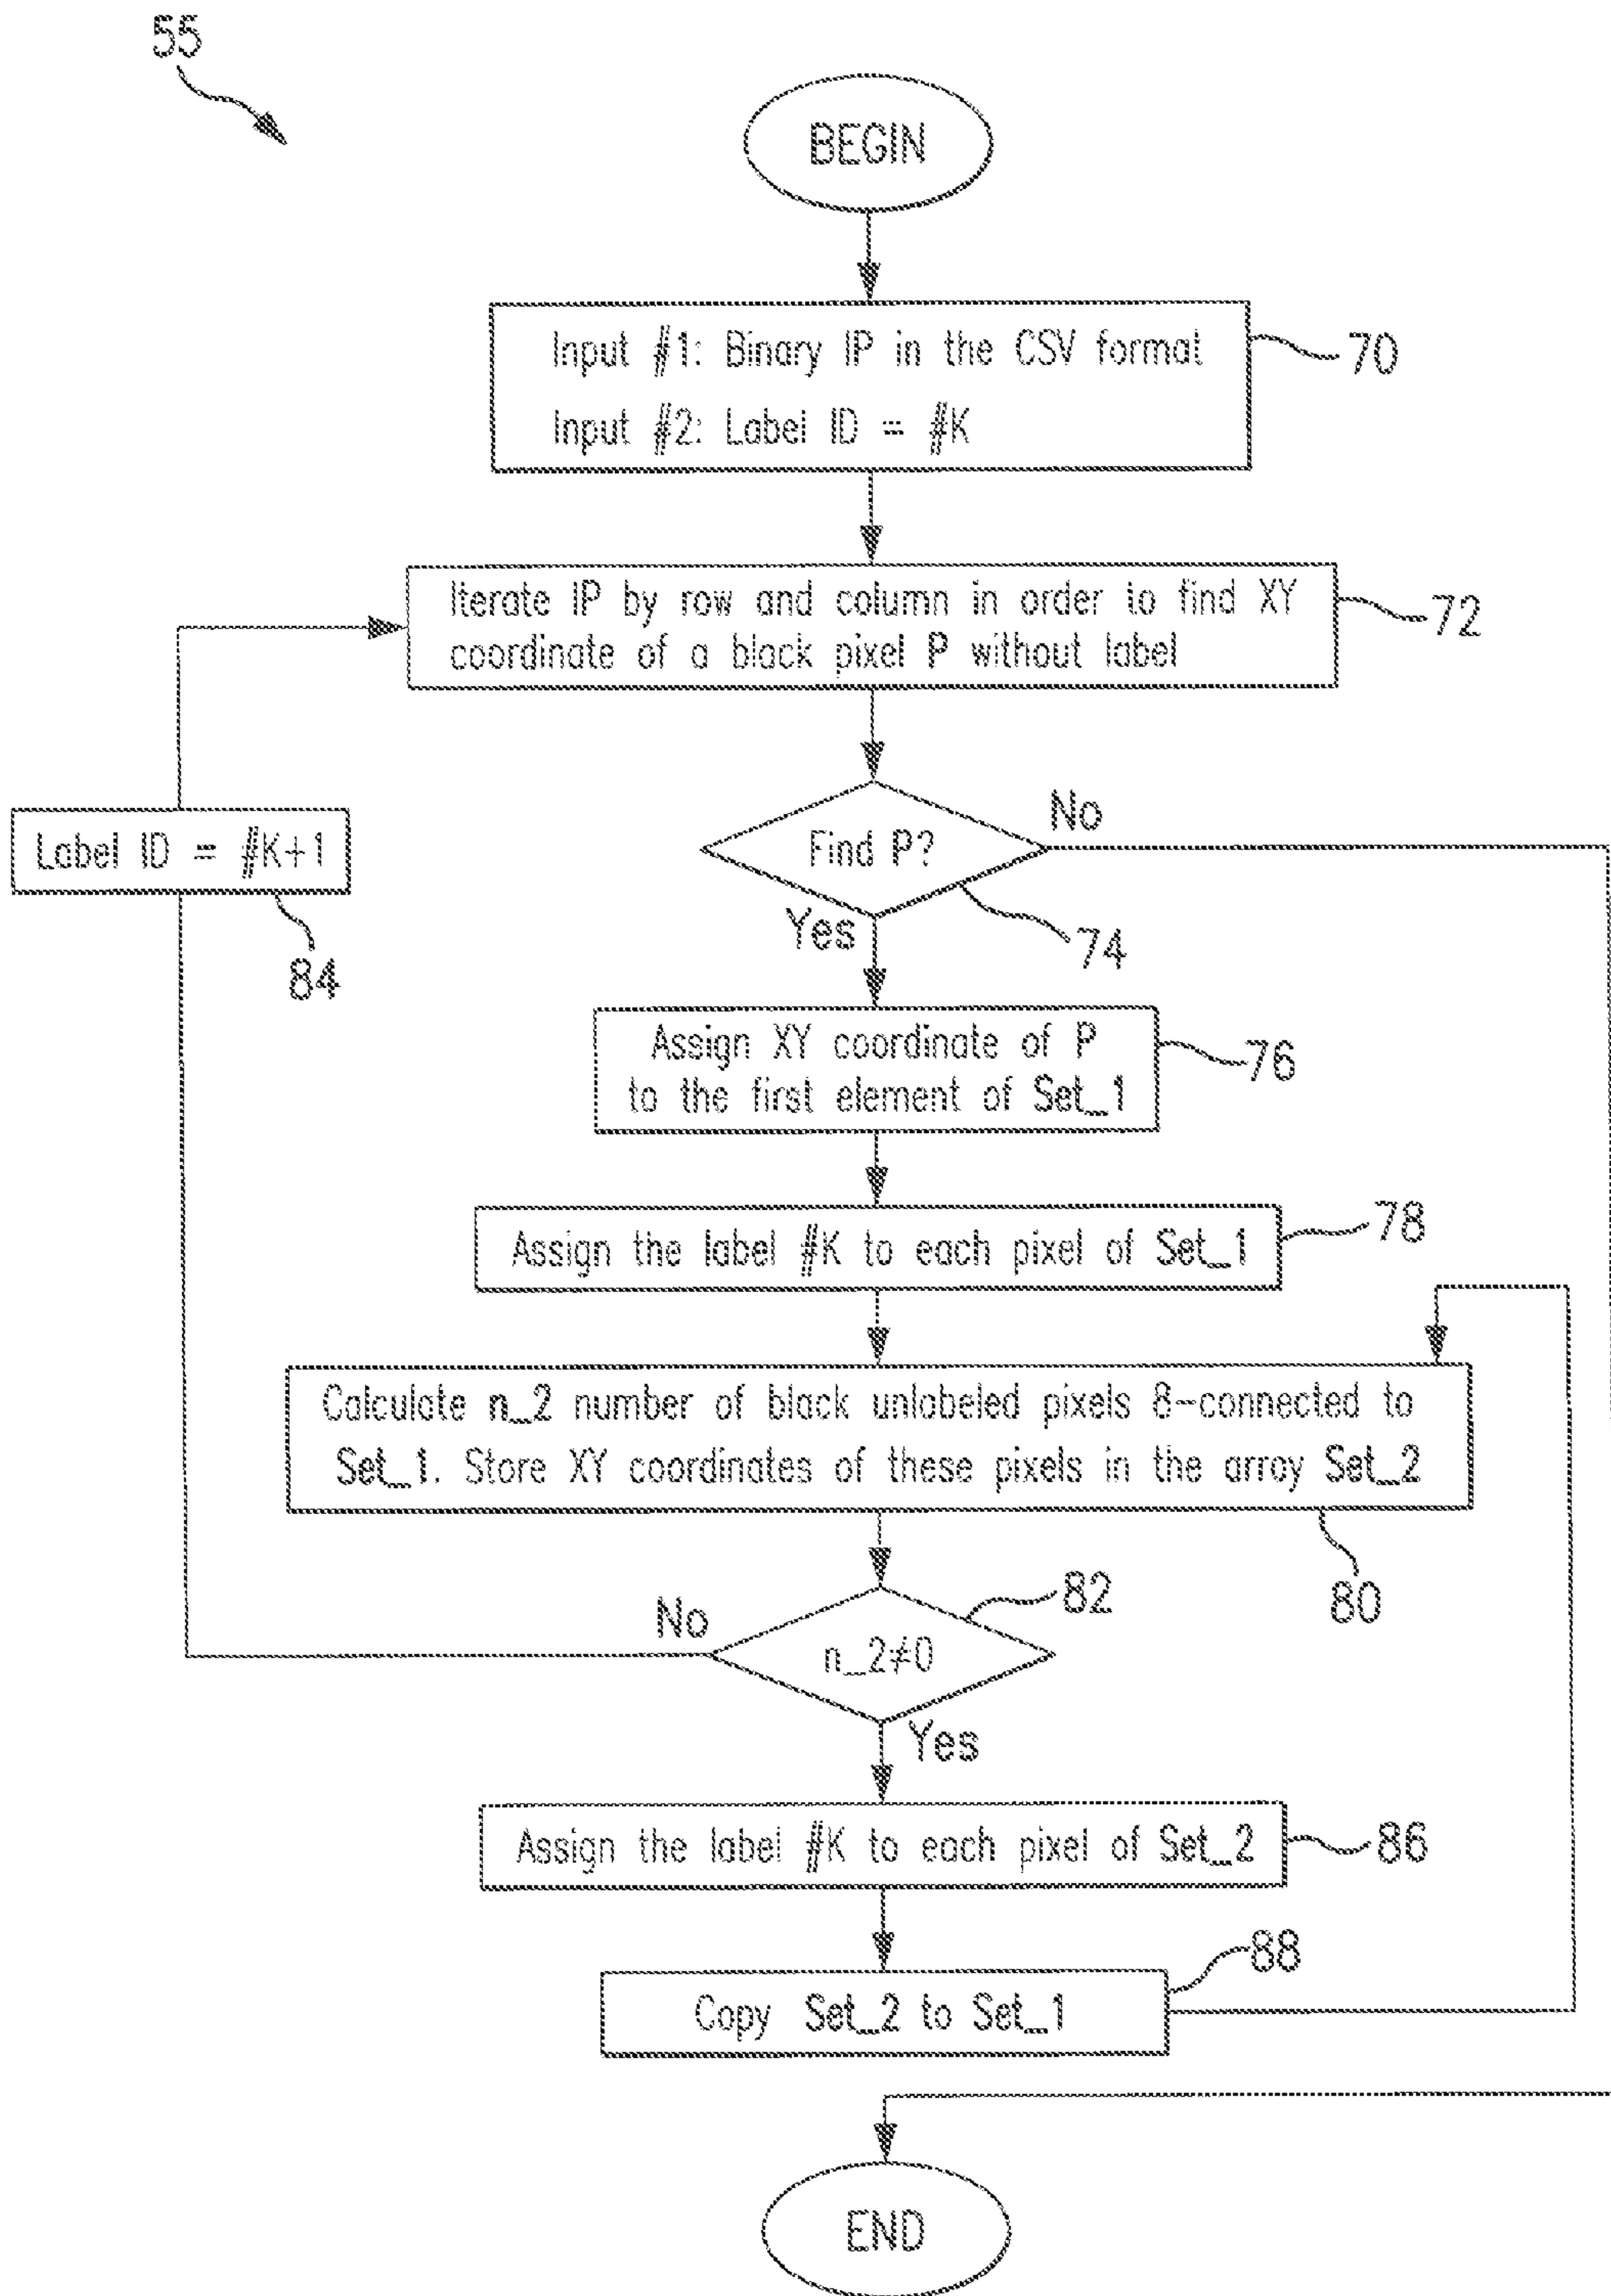 55
BEGIN
Input #1: Binary IP in the CSV format
Input #2: Label ID = #K
70
Iterate IP by row and column in order to find XY
coordinate of a black pixel P without label
72
Label ID = #K+1
84
Find P?
No
Yes
74
Assign XY coordinate of P
to the first element of Set_1
76
Assign the label #K to each pixel of Set_1
78
Calculate n_2 number of black unlabeled pixels 8-connected to
Set_1. Store XY coordinates of these pixels in the array Set_2
80
n_2≠0
82
No
Yes
Assign the label #K to each pixel of Set_2
86
Copy Set_2 to Set_1
88
END